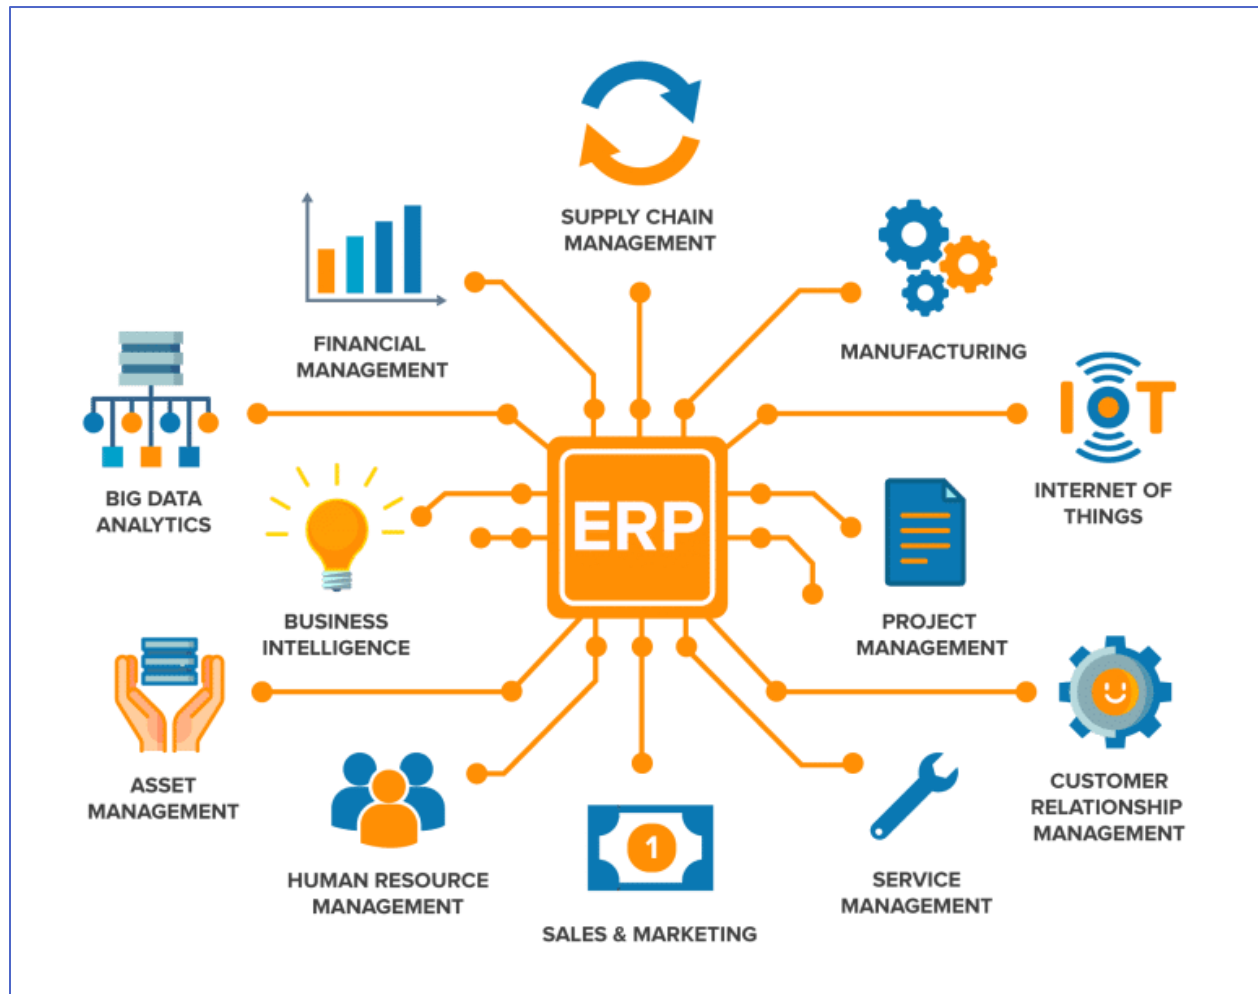 SUPPLY CHAIN
MANAGEMENT
FINANCIAL
MANAGEMENT
MANUFACTURING
IOT
BIG DATA
ANALYTICS
INTERNET OF
THINGS
ERP
BUSINESS
INTELLIGENCE
PROJECT
MANAGEMENT
ASSET
MANAGEMENT
CUSTOMER
RELATIONSHIP
MANAGEMENT
1
HUMAN RESOURCE
MANAGEMENT
SERVICE
MANAGEMENT
SALES & MARKETING